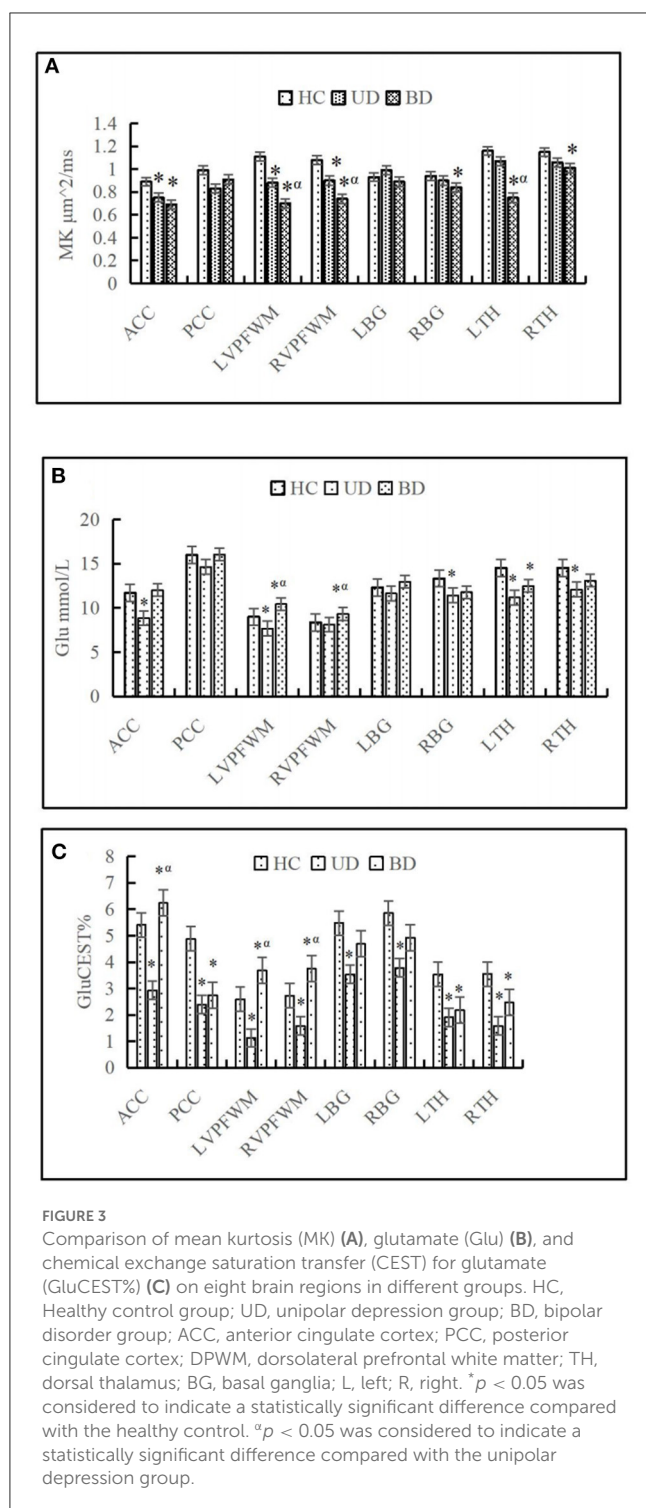 A
HC UD BD
MK μm^2/ms
1.4
1.2
1
0.8
0.6
0.4
0.2
0
* * * *α * *α * *α *
ACC PCC LVPFWM RVPFWM LBG RBG LTH RTH
B
HC UD BD
Glu mmol/L
20
15
10
5
0
* * *α *α * * * *
ACC PCC LVPFWM RVPFWM LBG RBG LTH RTH
C
HC UD BD
GluCEST%
8
7
6
5
4
3
2
1
0
* *α * * * *α * *α * * * * * *
ACC PCC LVPFWM RVPFWM LBG RBG LTH RTH
FIGURE 3
Comparison of mean kurtosis (MK) (A), glutamate (Glu) (B), and
chemical exchange saturation transfer (CEST) for glutamate
(GluCEST%) (C) on eight brain regions in different groups. HC,
Healthy control group; UD, unipolar depression group; BD, bipolar
disorder group; ACC, anterior cingulate cortex; PCC, posterior
cingulate cortex; DPWM, dorsolateral prefrontal white matter; TH,
dorsal thalamus; BG, basal ganglia; L, left; R, right. *p < 0.05 was
considered to indicate a statistically significant difference compared
with the healthy control. αp < 0.05 was considered to indicate a
statistically significant difference compared with the unipolar
depression group.